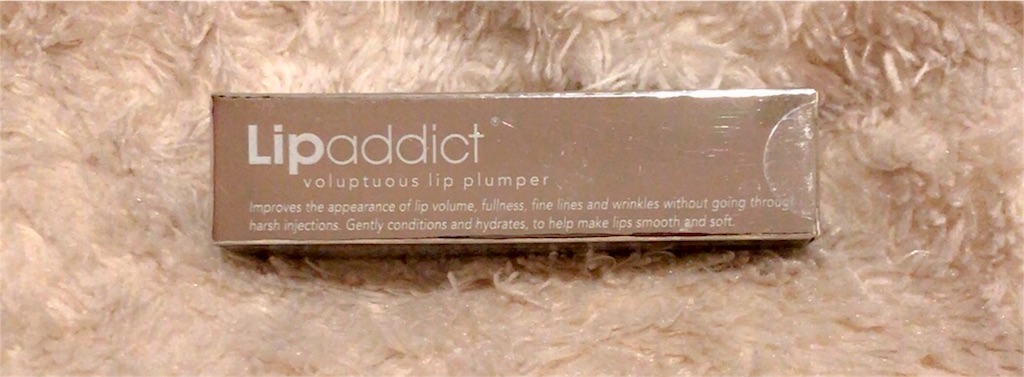 Lipaddict®
voluptuous lip plumper
Improves the appearance of lip volume, fullness, fine lines and wrinkles without going through
harsh injections. Gently conditions and hydrates, to help make lips smooth and soft.